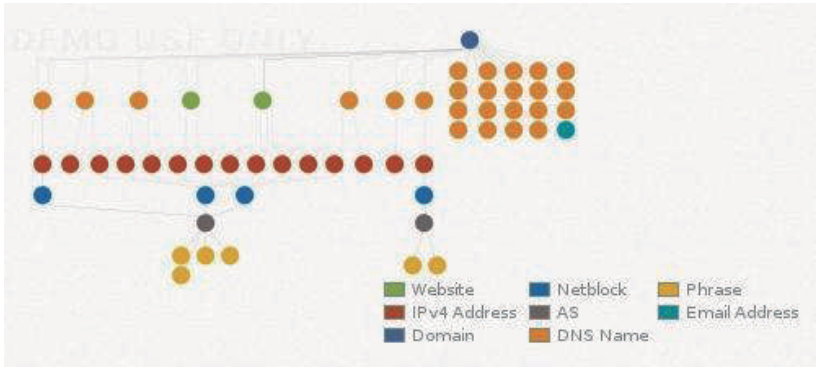 DEMO USE ONLY
Website Netblock Phrase
IPv4 Address AS Email Address
Domain DNS Name